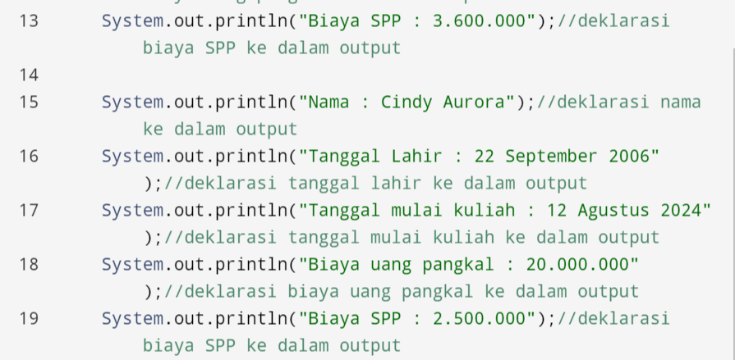 13 System.out.println("Biaya SPP : 3.600.000");//deklarasi
biaya SPP ke dalam output
14
15 System.out.println("Nama : Cindy Aurora");//deklarasi nama
ke dalam output
16 System.out.println("Tanggal Lahir : 22 September 2006"
);//deklarasi tanggal lahir ke dalam output
17 System.out.println("Tanggal mulai kuliah : 12 Agustus 2024"
);//deklarasi tanggal mulai kuliah ke dalam output
18 System.out.println("Biaya uang pangkal : 20.000.000"
);//deklarasi biaya uang pangkal ke dalam output
19 System.out.println("Biaya SPP : 2.500.000");//deklarasi
biaya SPP ke dalam output